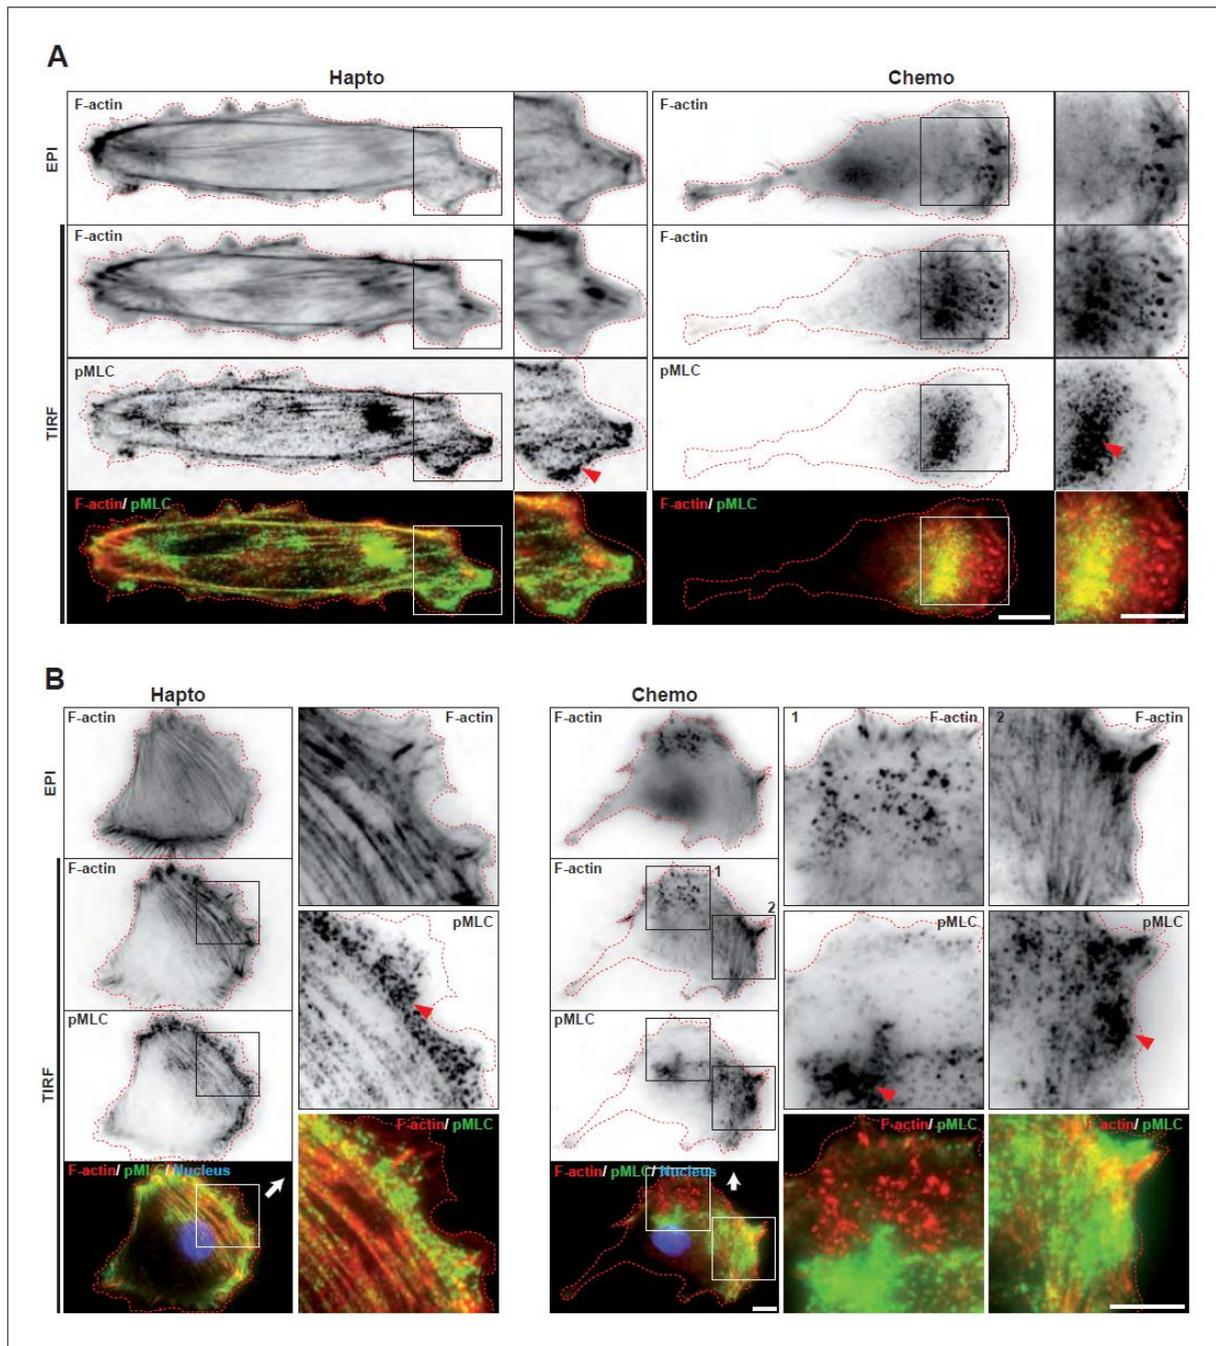 A
Hapto
Chemo
EPI
F-actin
F-actin
TIRF
F-actin
F-actin
pMLC
pMLC
F-actin/ pMLC
F-actin/ pMLC
B
Hapto
Chemo
EPI
F-actin
F-actin
F-actin
1
F-actin
2
F-actin
TIRF
F-actin
pMLC
F-actin
1
2
pMLC
pMLC
pMLC
pMLC
F-actin/ pMLC/ Nucleus
F-actin/ pMLC
F-actin/ pMLC/ Nucleus
F-actin/ pMLC
F-actin/ pMLC